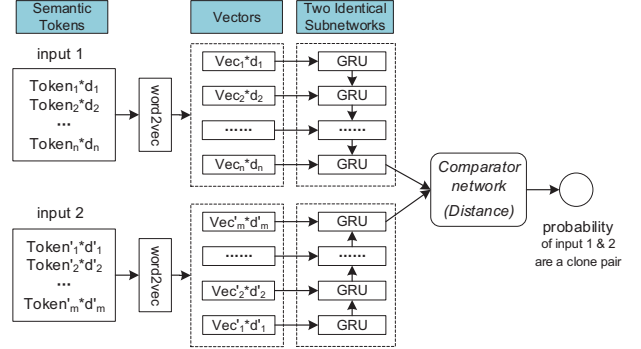 Semantic
Tokens
Vectors
Two Identical
Subnetworks
input 1
Token₁*d₁
Token₂*d₂
...
Tokenₙ*dₙ
word2vec
Vec₁*d₁
Vec₂*d₂
......
Vecₙ*dₙ
GRU
GRU
......
GRU
Comparator
network
(Distance)
probability
of input 1 & 2
are a clone pair
input 2
Token'₁*d'₁
Token'₂*d'₂
...
Token'ₘ*d'ₘ
word2vec
Vec'ₘ*d'ₘ
......
Vec'₂*d'₂
Vec'₁*d'₁
GRU
......
GRU
GRU